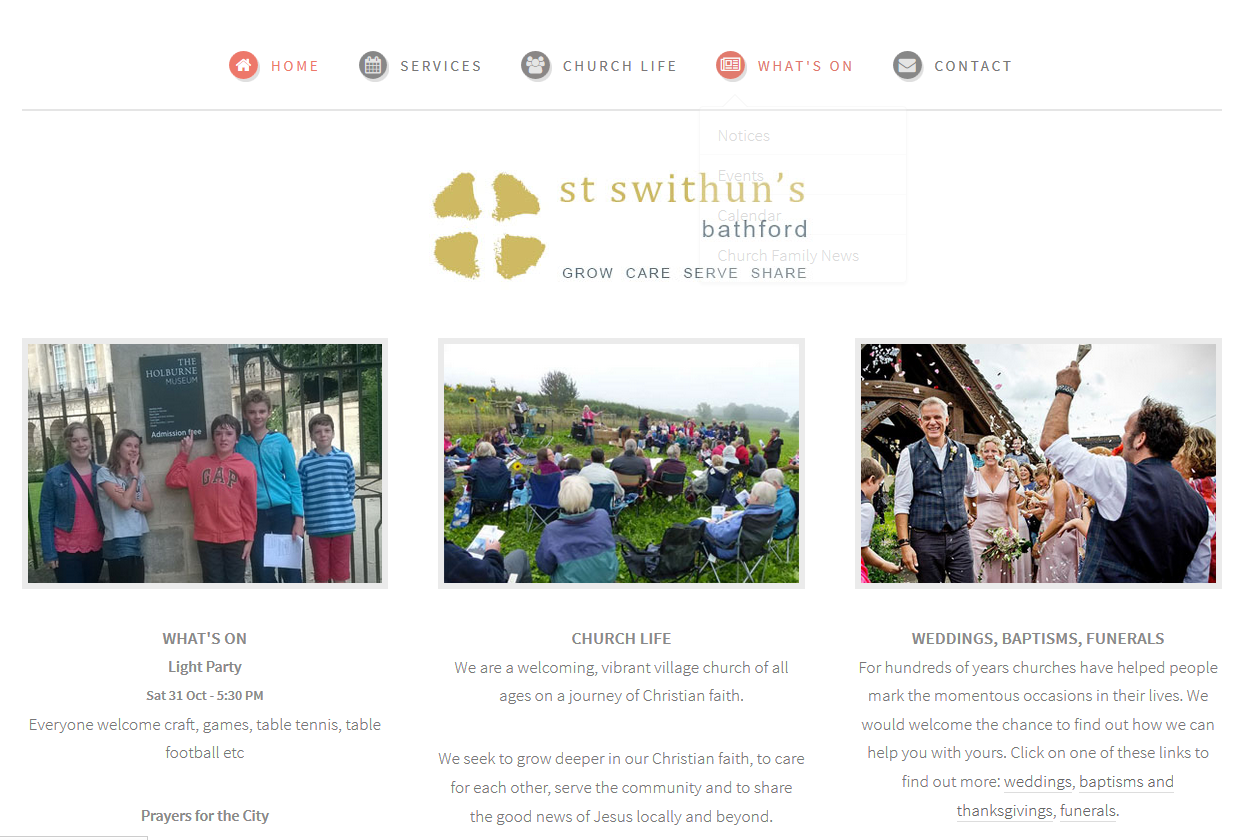 HOME SERVICES CHURCH LIFE WHAT'S ON CONTACT
Notices
Events
Calendar
Church Family News
st swithun's
bathford
GROW CARE SERVE SHARE
THE
HOLBURNE
MUSEUM
Admission free
GAP
WHAT'S ON
Light Party
Sat 31 Oct - 5:30 PM
Everyone welcome craft, games, table tennis, table
football etc
Prayers for the City
CHURCH LIFE
We are a welcoming, vibrant village church of all
ages on a journey of Christian faith.
We seek to grow deeper in our Christian faith, to care
for each other, serve the community and to share
the good news of Jesus locally and beyond.
WEDDINGS, BAPTISMS, FUNERALS
For hundreds of years churches have helped people
mark the momentous occasions in their lives. We
would welcome the chance to find out how we can
help you with yours. Click on one of these links to
find out more: weddings, baptisms and
thanksgivings, funerals.